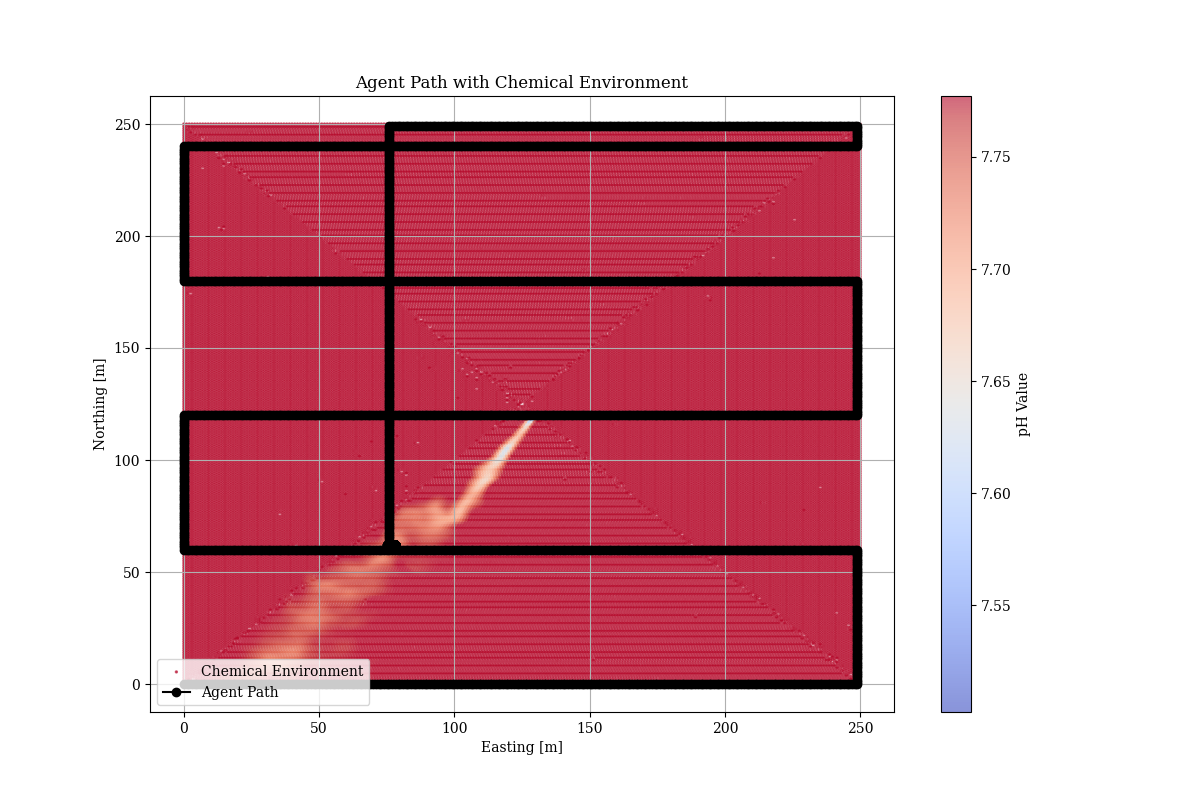 Agent Path with Chemical Environment
250
200
150
100
50
0
Northing [m]
0 50 100 150 200 250
Easting [m]
Chemical Environment
Agent Path
7.75
7.70
7.65
7.60
7.55
pH Value